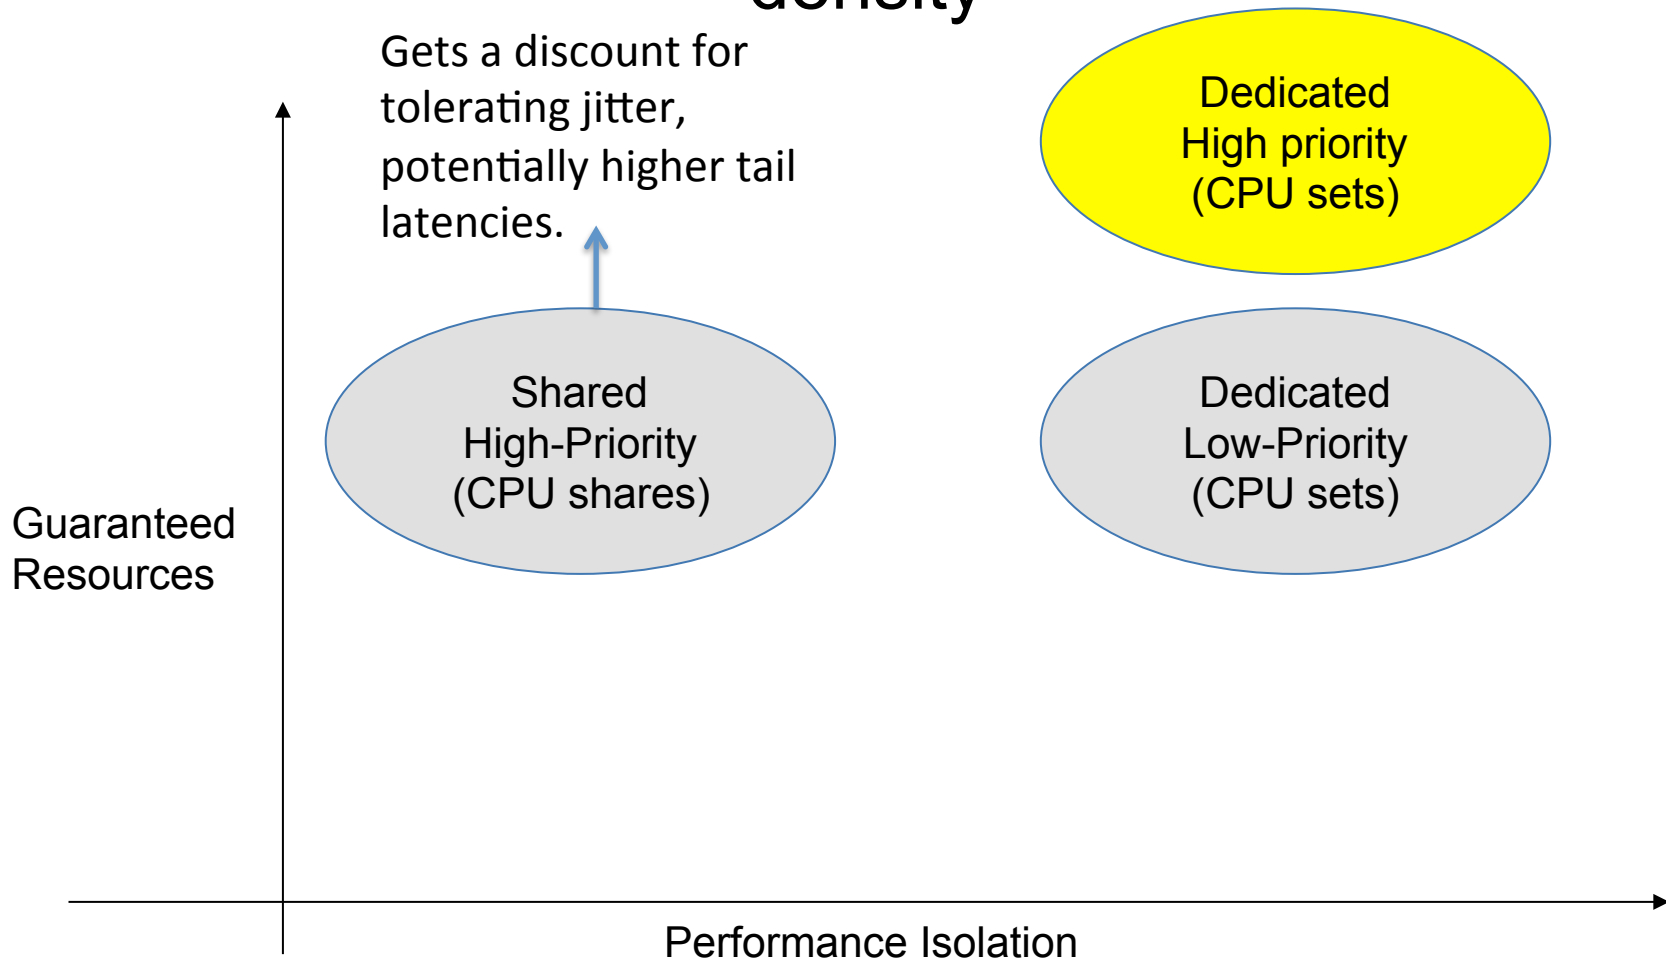 density
Gets a discount for
tolerating jitter,
potentially higher tail
latencies.
Dedicated
High priority
(CPU sets)
Shared
High-Priority
(CPU shares)
Dedicated
Low-Priority
(CPU sets)
Guaranteed
Resources
Performance Isolation